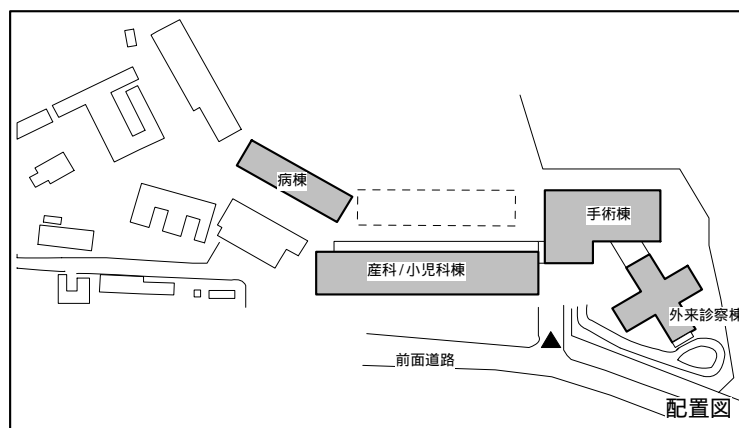 病棟
手術棟
産科/小児科棟
外来診察棟
前面道路
配置図